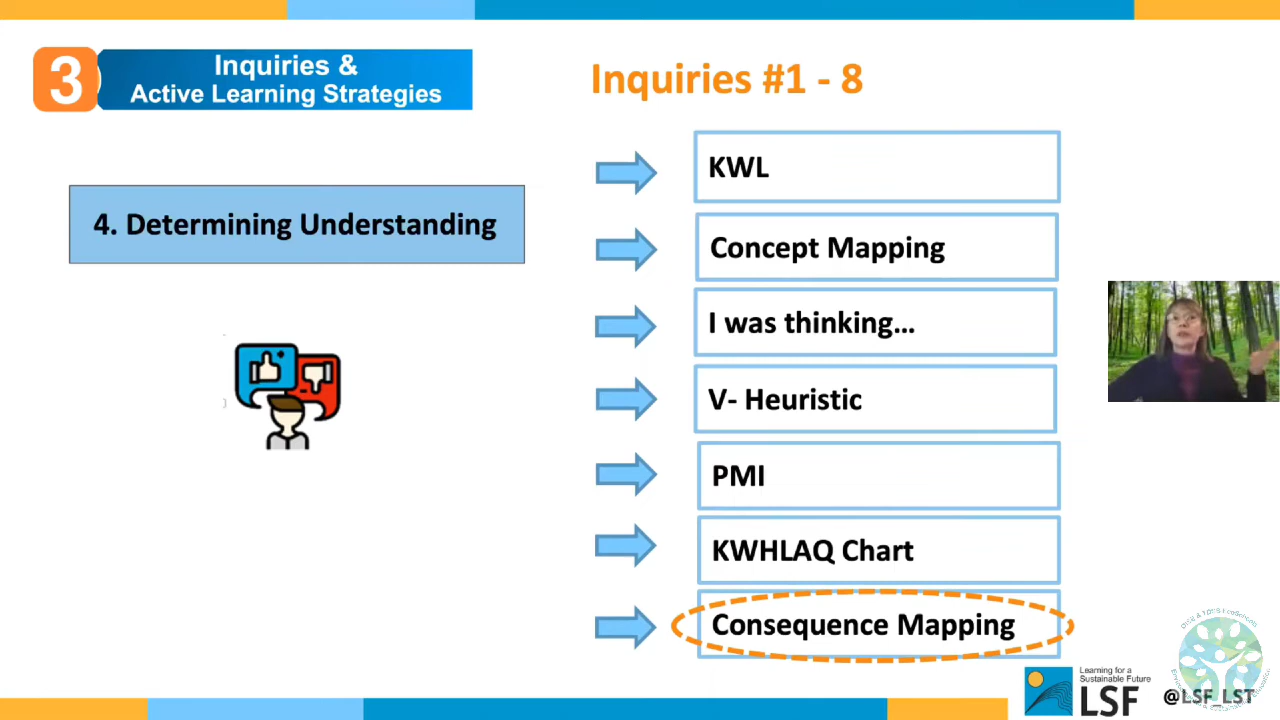 3
Inquiries &
Active Learning Strategies
Inquiries #1 - 8
4. Determining Understanding
KWL
Concept Mapping
I was thinking...
V- Heuristic
PMI
KWHLAQ Chart
Consequence Mapping
Learning for a
Sustainable Future
LSF
@LSF_LST